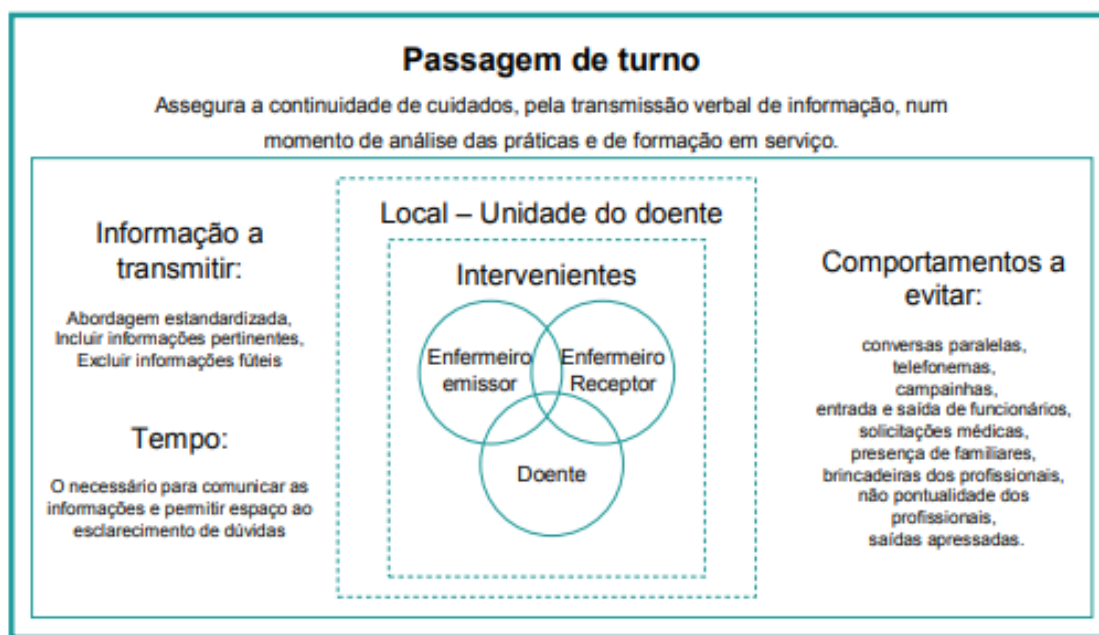 Passagem de turno
Assegura a continuidade de cuidados, pela transmissão verbal de informação, num
momento de análise das práticas e de formação em serviço.
Informação a
transmitir:
Abordagem estandardizada,
Incluir informações pertinentes,
Excluir informações fúteis
Tempo:
O necessário para comunicar as
informações e permitir espaço ao
esclarecimento de dúvidas
Local – Unidade do doente
Intervenientes
Enfermeiro
emissor
Enfermeiro
Receptor
Doente
Comportamentos a
evitar:
conversas paralelas,
telefonemas,
campainhas,
entrada e saída de funcionários,
solicitações médicas,
presença de familiares,
brincadeiras dos profissionais,
não pontualidade dos
profissionais,
saídas apressadas.